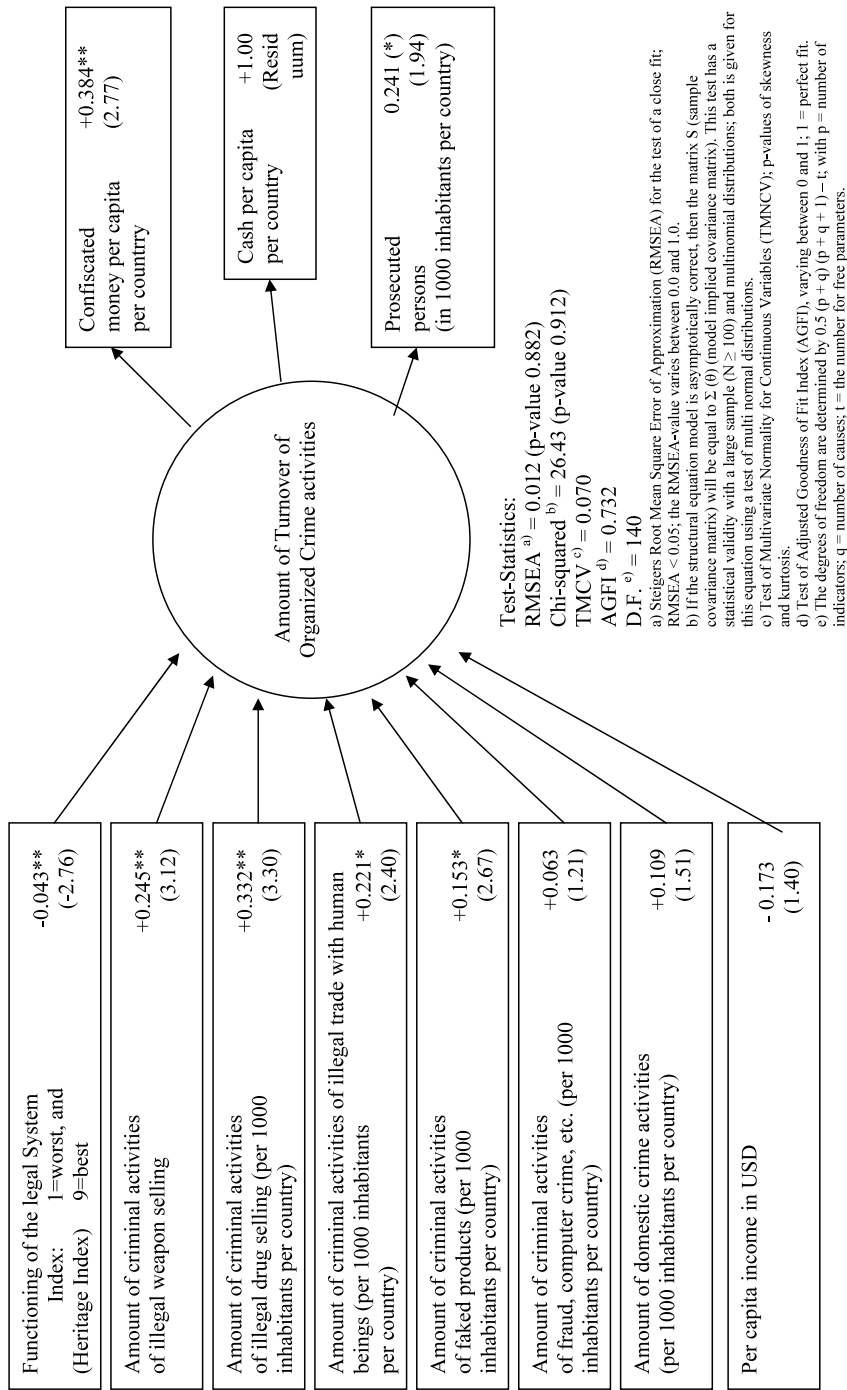 Functioning of the legal System
Index: 1=worst, and
(Heritage Index) 9=best
-0.043**
(-2.76)
Amount of criminal activities
of illegal weapon selling
+0.245**
(3.12)
Amount of criminal activities
of illegal drug selling (per 1000
inhabitants per country)
+0.332**
(3.30)
Amount of criminal activities of illegal trade with human
beings (per 1000 inhabitants
per country)
+0.221*
(2.40)
Amount of criminal activities
of faked products (per 1000
inhabitants per country)
+0.153*
(2.67)
Amount of criminal activities
of fraud, computer crime, etc. (per 1000
inhabitants per country)
+0.063
(1.21)
Amount of domestic crime activities
(per 1000 inhabitants per country)
+0.109
(1.51)
Per capita income in USD
- 0.173
(1.40)
Amount of Turnover of
Organized Crime activities
Confiscated
money per capita
per countrry
+0.384**
(2.77)
Cash per capita
per country
+1.00
(Resid
uum)
Prosecuted
persons
(in 1000 inhabitants per country)
0.241 (*)
(1.94)
Test-Statistics:
RMSEA a) = 0.012 (p-value 0.882)
Chi-squared b) = 26.43 (p-value 0.912)
TMCV c) = 0.070
AGFI d) = 0.732
D.F. e) = 140
a) Steigers Root Mean Square Error of Approximation (RMSEA) for the test of a close fit;
RMSEA < 0.05; the RMSEA-value varies between 0.0 and 1.0.
b) If the structural equation model is asymptotically correct, then the matrix S (sample
covariance matrix) will be equal to Σ (θ) (model implied covariance matrix). This test has a
statistical validity with a large sample (N ≥ 100) and multinomial distributions; both is given for
this equation using a test of multi normal distributions.
c) Test of Multivariate Normality for Continuous Variables (TMNCV); p-values of skewness
and kurtosis.
d) Test of Adjusted Goodness of Fit Index (AGFI), varying between 0 and 1; 1 = perfect fit.
e) The degrees of freedom are determined by 0.5 (p + q) (p + q + 1) – t; with p = number of
indicators; q = number of causes; t = the number for free parameters.